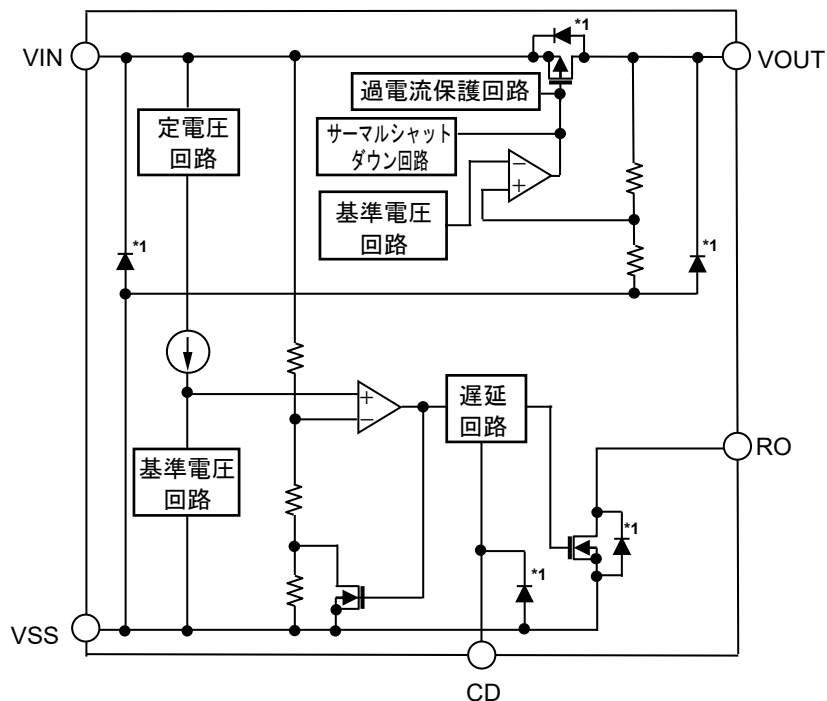 *1
VIN
VOUT
過電流保護回路
定電圧
回路
サーマルシャット
ダウン回路
−
+
基準電圧
回路
*1
*1
+
−
遅延
回路
RO
基準電圧
回路
*1
*1
VSS
CD